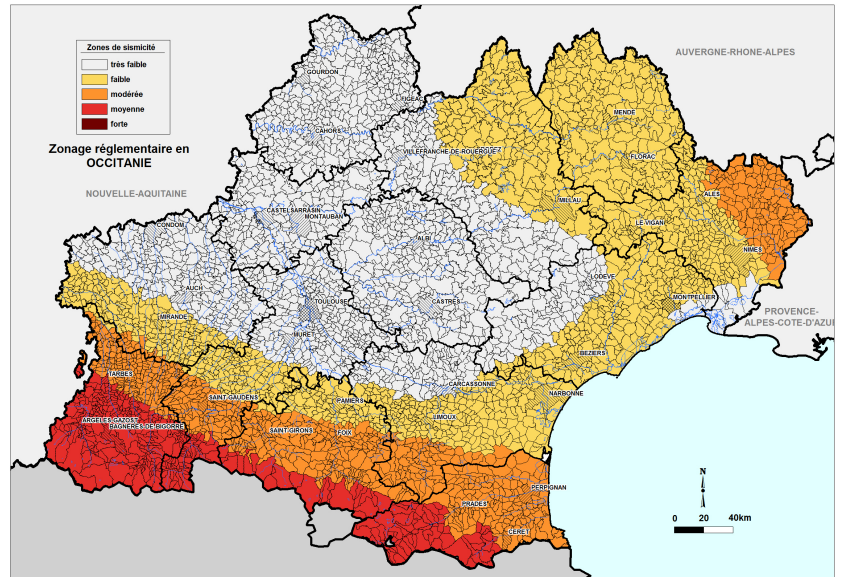 Zones de sismicité
très faible
faible
modérée
moyenne
forte
Zonage réglementaire en
OCCITANIE
AUVERGNE-RHONE-ALPES
NOUVELLE-AQUITAINE
PROVENCE-
ALPES-COTE-D'AZUR
GOURDON
FIGEAC
CAHORS
VILLEFRANCHE-DE-ROUERGUE
MENDE
FLORAC
MILLAU
ALES
LE-VIGAN
NIMES
CASTELSARRASIN
MONTAUBAN
CONDOM
ALBI
LODEVE
AUCH
TOULOUSE
CASTRES
MONTPELLIER
MIRANDE
MURET
BEZIERS
TARBES
CARCASSONNE
NARBONNE
SAINT-GAUDENS
PAMIERS
LIMOUX
ARGELES-GAZOST
BAGNERES-DE-BIGORRE
SAINT-GIRONS
FOIX
PERPIGNAN
PRADES
CERET
N
0 20 40km